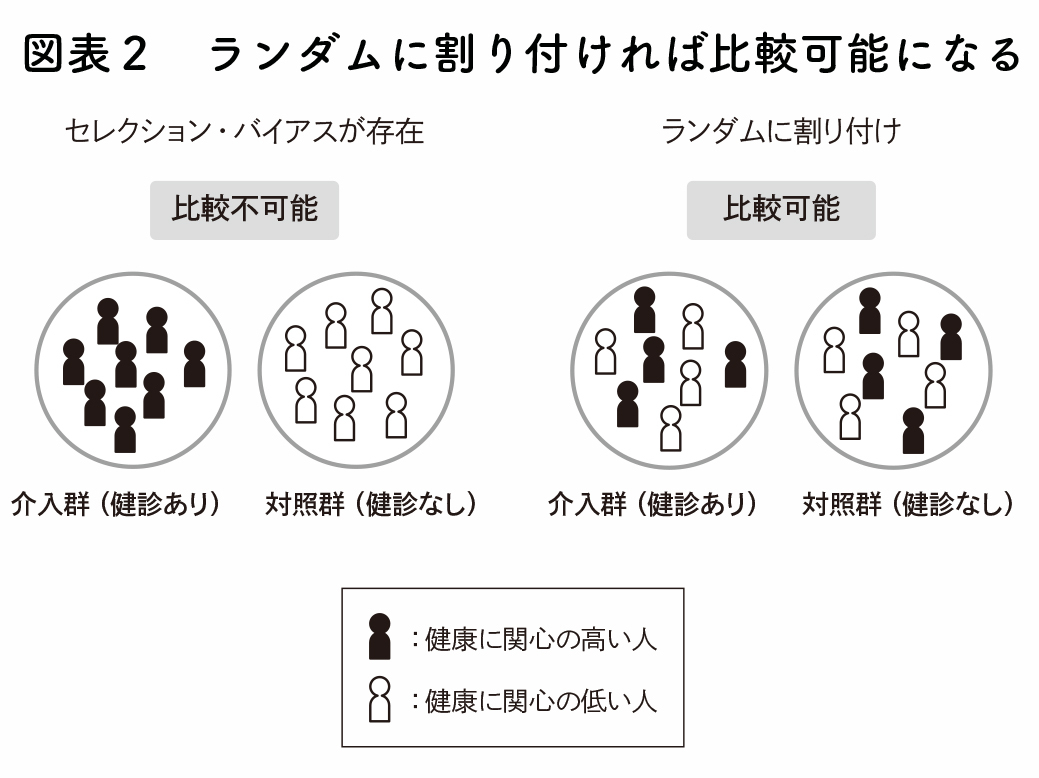 図表２　ランダムに割り付ければ比較可能になる
セレクション・バイアスが存在
比較不可能
介入群（健診あり）
対照群（健診なし）
ランダムに割り付け
比較可能
介入群（健診あり）
対照群（健診なし）
：健康に関心の高い人
：健康に関心の低い人